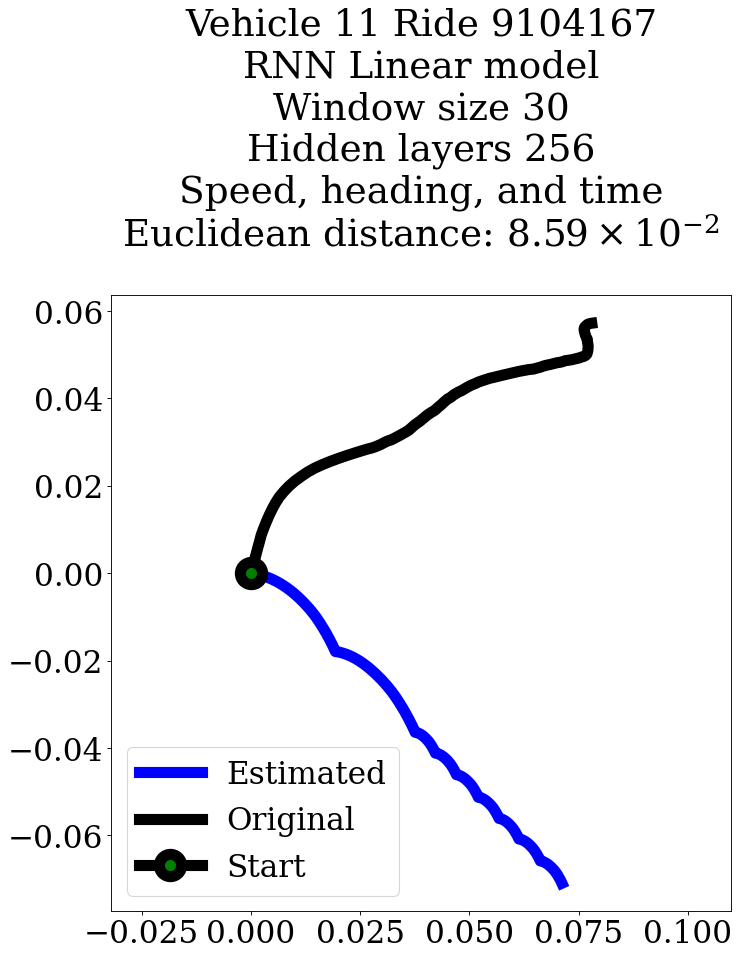 Vehicle 11 Ride 9104167
RNN Linear model
Window size 30
Hidden layers 256
Speed, heading, and time
Euclidean distance: 8.59 × 10⁻²
0.06
0.04
0.02
0.00
−0.02
−0.04
−0.06
Estimated
Original
Start
−0.025 0.000 0.025 0.050 0.075 0.100